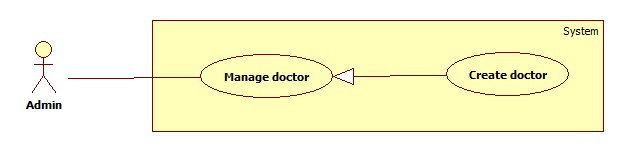 System
Manage doctor
Create doctor
Admin